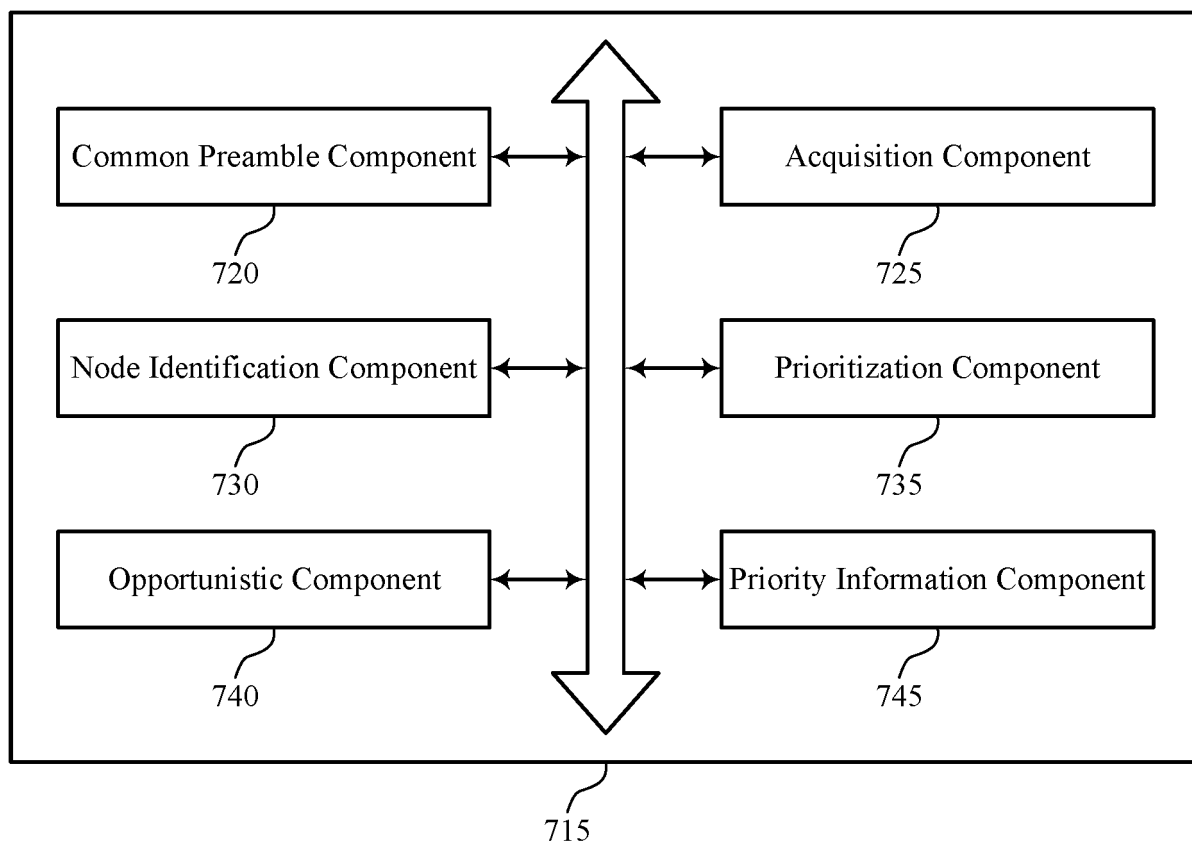 Common Preamble Component
Acquisition Component
720
725
Node Identification Component
Prioritization Component
730
735
Opportunistic Component
Priority Information Component
740
745
715